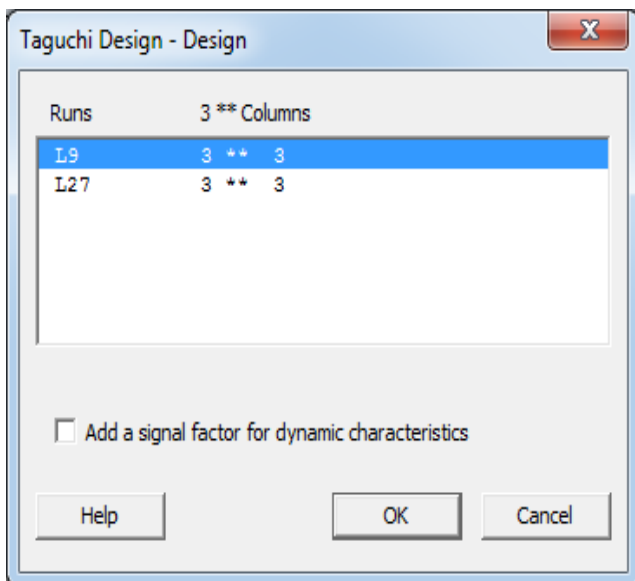 Taguchi Design - Design
Runs 3 ** Columns
L9 3 ** 3
L27 3 ** 3
Add a signal factor for dynamic characteristics
Help OK Cancel